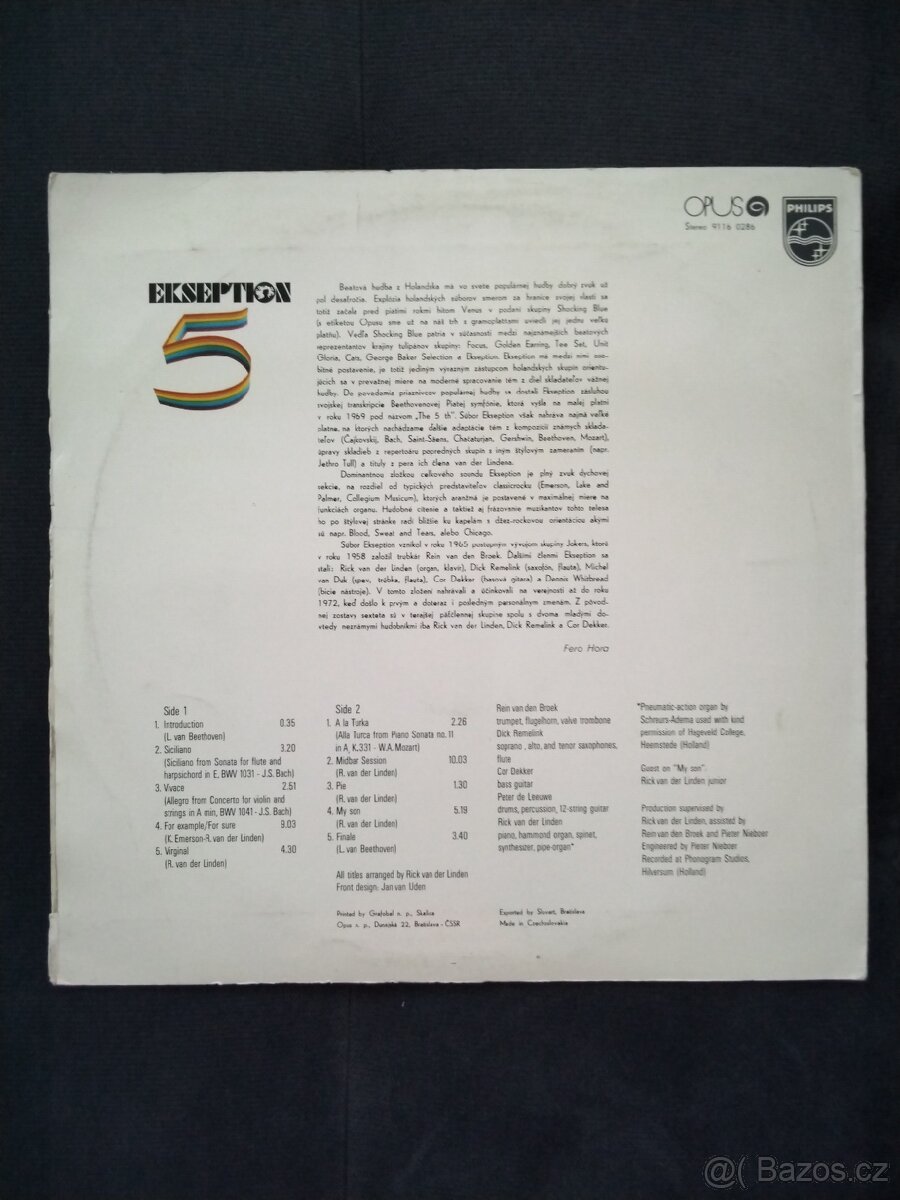 OPUS
Stereo 9116 0286
PHILIPS
EKSEPTION
5
Beatová hudba z Holandska má vo svete populárnej hudby dobrý zvuk už
pol desaťročia. Explózia holandských súborov smerom za hranice svojej vlasti sa
totiž začala pred piatimi rokmi hitom Venus v podaní skupiny Shocking Blue
(s etiketou Opusu sme už na náš trh s gramoplatňami uviedli jej jednu veľkú
platňu). Vedľa Shocking Blue patria v súčasnosti medzi najznámejších beatových
reprezentantov krajiny tulipánov skupiny: Focus, Golden Earring, Tee Set, Unit
Gloria, Cats, George Baker Selection a Ekseption. Ekseption má medzi nimi oso-
bitné postavenie, je totiž jediným výrazným zástupcom holandských skupín orientu-
júcich sa v prevažnej miere na moderné spracovanie tém z diel skladateľov vážnej
hudby. Do povedomia priaznivcov populárnej hudby sa dostali Ekseption zásluhou
svojskej transkripcie Beethovenovej Piatej symfónie, ktorá vyšla na malej platni
v roku 1969 pod názvom „The 5 th". Súbor Ekseption však nahráva najmä veľké
platne, na ktorých nachádzame ďalšie adaptácie tém z kompozícií známych sklada-
teľov (Čajkovskij, Bach, Saint-Säens, Chačaturjan, Gershwin, Beethoven, Mozart),
úpravy skladieb z repertoáru popredných skupín s iným štýlovým zameraním (napr.
Jethro Tull) a tituly z pera ich člena van der Lindena.
Dominantnou zložkou celkového soundu Ekseption je plný zvuk dychovej
sekcie, na rozdiel od typických predstaviteľov classicrocku (Emerson, Lake and
Palmer, Collegium Musicum), ktorých aranžmá je postavené v maximálnej miere na
funkciách organu. Hudobné cítenie a taktiež aj frázovanie muzikantov tohto telesa
ho po štýlovej stránke radí bližšie ku kapelám s džez-rockovou orientáciou akými
sú napr. Blood, Sweat and Tears, alebo Chicago.
Súbor Ekseption vznikol v roku 1965 postupným vývojom skupiny Jokers, ktorú
v roku 1958 založil trubkár Rein van den Broek. Ďalšími členmi Ekseption sa
stali: Rick van der Linden (organ, klavír), Dick Remelink (saxofón, flauta), Michel
van Dijk (spev, trúbka, flauta), Cor Dekker (basová gitara) a Dennis Whitbread
(bicie nástroje). V tomto zložení nahrávali a účinkovali na verejnosti až do roku
1972, keď došlo k prvým a doteraz i posledným personálnym zmenám. Z pôvod-
nej zostavy sexteta sú v terajšej päťčlennej skupine spolu s dvoma mladými do-
vtedy neznámymi hudobníkmi iba Rick van der Linden, Dick Remelink a Cor Dekker.
Fero Hora
Side 1
1. Introduction 0.35
(L. van Beethoven)
2. Siciliano 3.20
(Siciliano from Sonata for flute and
harpsichord in E, BWV 1031 - J.S. Bach)
3. Vivace 2.51
(Allegro from Concerto for violin and
strings in A min, BWV 1041 - J.S. Bach)
4. For example/For sure 9.03
(K. Emerson-R. van der Linden)
5. Virginal 4.30
(R. van der Linden)
Side 2
1. A la Turka 2.26
(Alla Turca from Piano Sonata no. 11
in A, K.331 - W.A. Mozart)
2. Midbar Session 10.03
(R. van der Linden)
3. Pie 1.30
(R. van der Linden)
4. My son 5.19
(R. van der Linden)
5. Finale 3.40
(L. van Beethoven)
All titles arranged by Rick van der Linden
Front design: Jan van Uden
Rein van den Broek
trumpet, flugelhorn, valve trombone
Dick Remelink
soprano, alto, and tenor saxophones,
flute
Cor Dekker
bass guitar
Peter de Leeuwe
drums, percussion, 12-string guitar
Rick van der Linden
piano, hammond organ, spinet,
synthesizer, pipe-organ*
*Pneumatic-action organ by
Schreurs-Adema used with kind
permission of Hageveld College,
Heemstede (Holland)
Guest on "My son":
Rick van der Linden junior
Production supervised by
Rick van der Linden, assisted by
Rein van den Broek and Pieter Nieboer
Engineered by Pieter Nieboer
Recorded at Phonogram Studios,
Hilversum (Holland)
Printed by Grafobal n. p., Skalica
Opus n. p., Dunajská 22, Bratislava - ČSSR
Exported by Slovart, Bratislava
Made in Czechoslovakia
@( Bazoš.cz